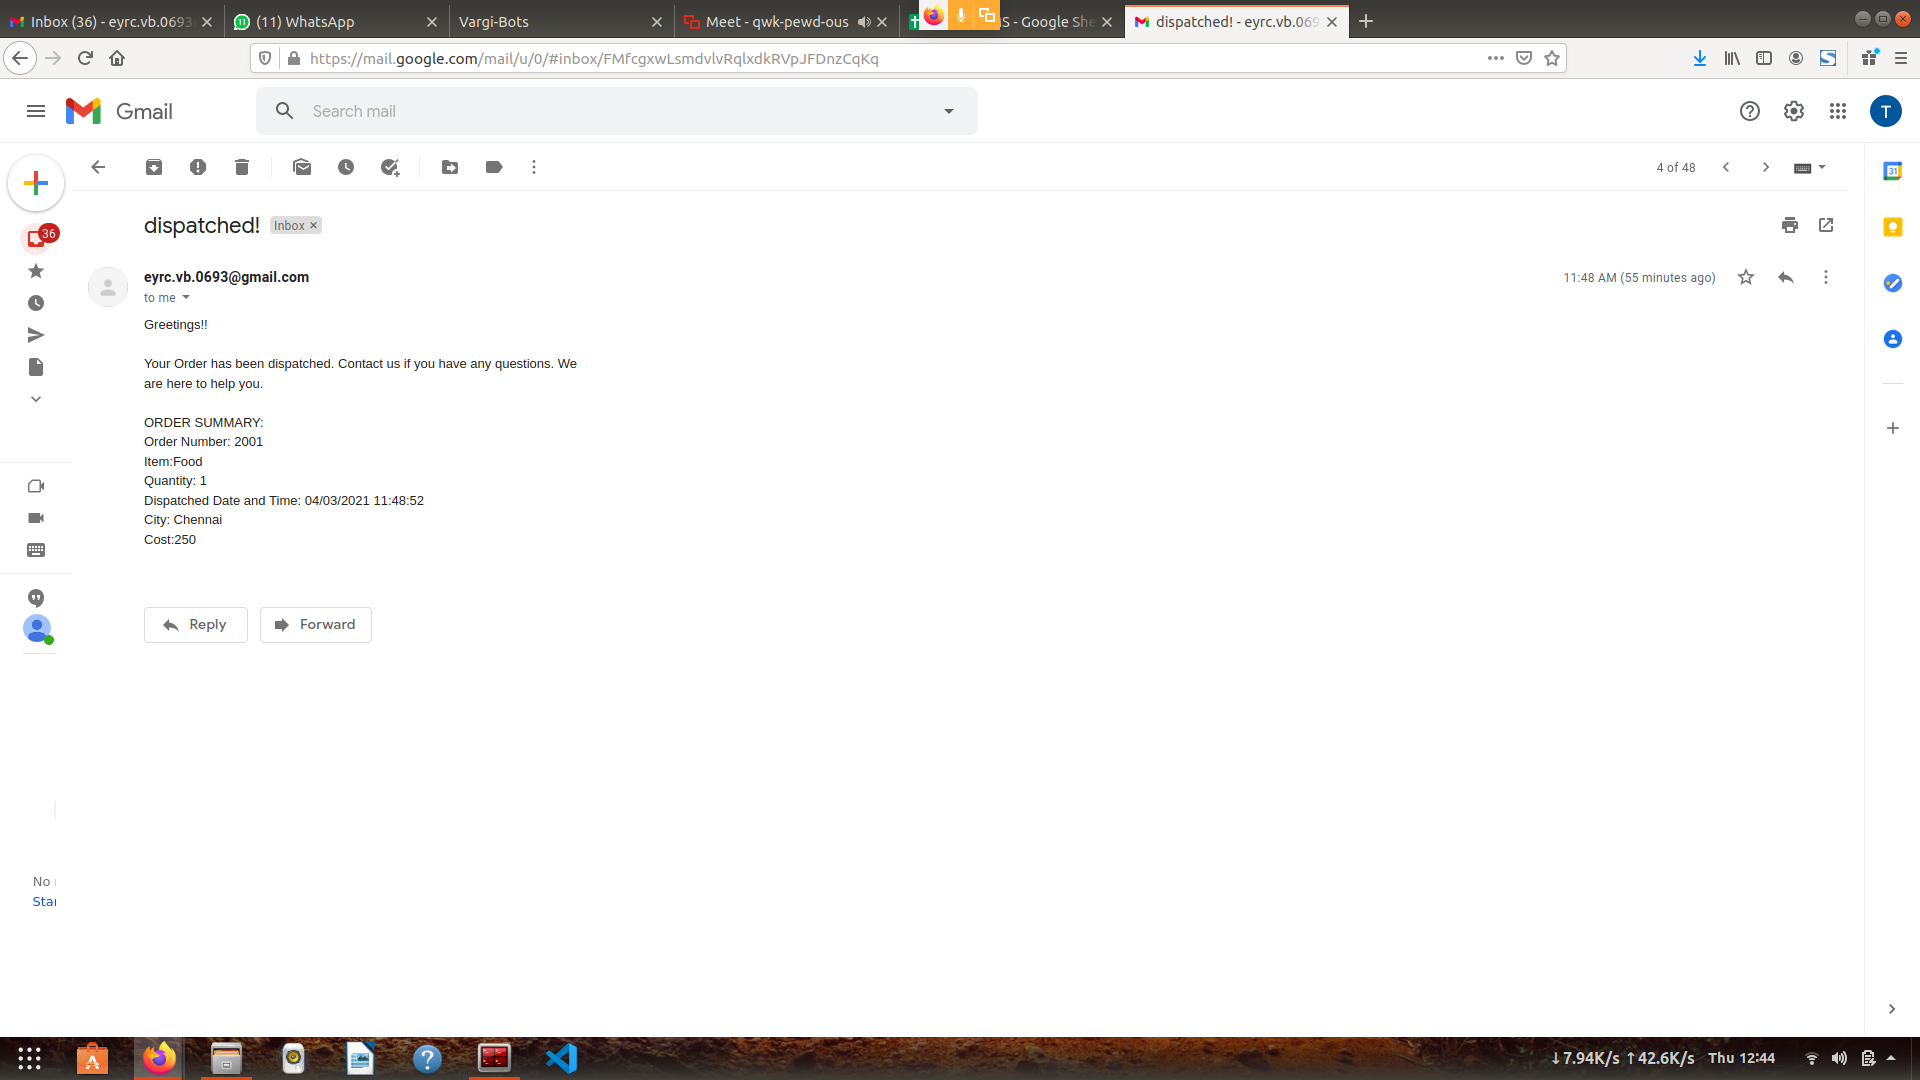 Inbox (36) - eyrc.vb.0693
(11) WhatsApp
Vargi-Bots
Meet - qwk-pewd-ous
S - Google She
dispatched! - eyrc.vb.069
https://mail.google.com/mail/u/0/#inbox/FMfcgxwLsmdvlvRqlxdkRVpJFDnzCqKq
Gmail
Search mail
T
4 of 48
31
36
dispatched!
Inbox
eyrc.vb.0693@gmail.com
11:48 AM (55 minutes ago)
to me
Greetings!!
Your Order has been dispatched. Contact us if you have any questions. We
are here to help you.
ORDER SUMMARY:
Order Number: 2001
Item:Food
Quantity: 1
Dispatched Date and Time: 04/03/2021 11:48:52
City: Chennai
Cost:250
Reply
Forward
No
Star
7.94K/s
42.6K/s
Thu 12:44